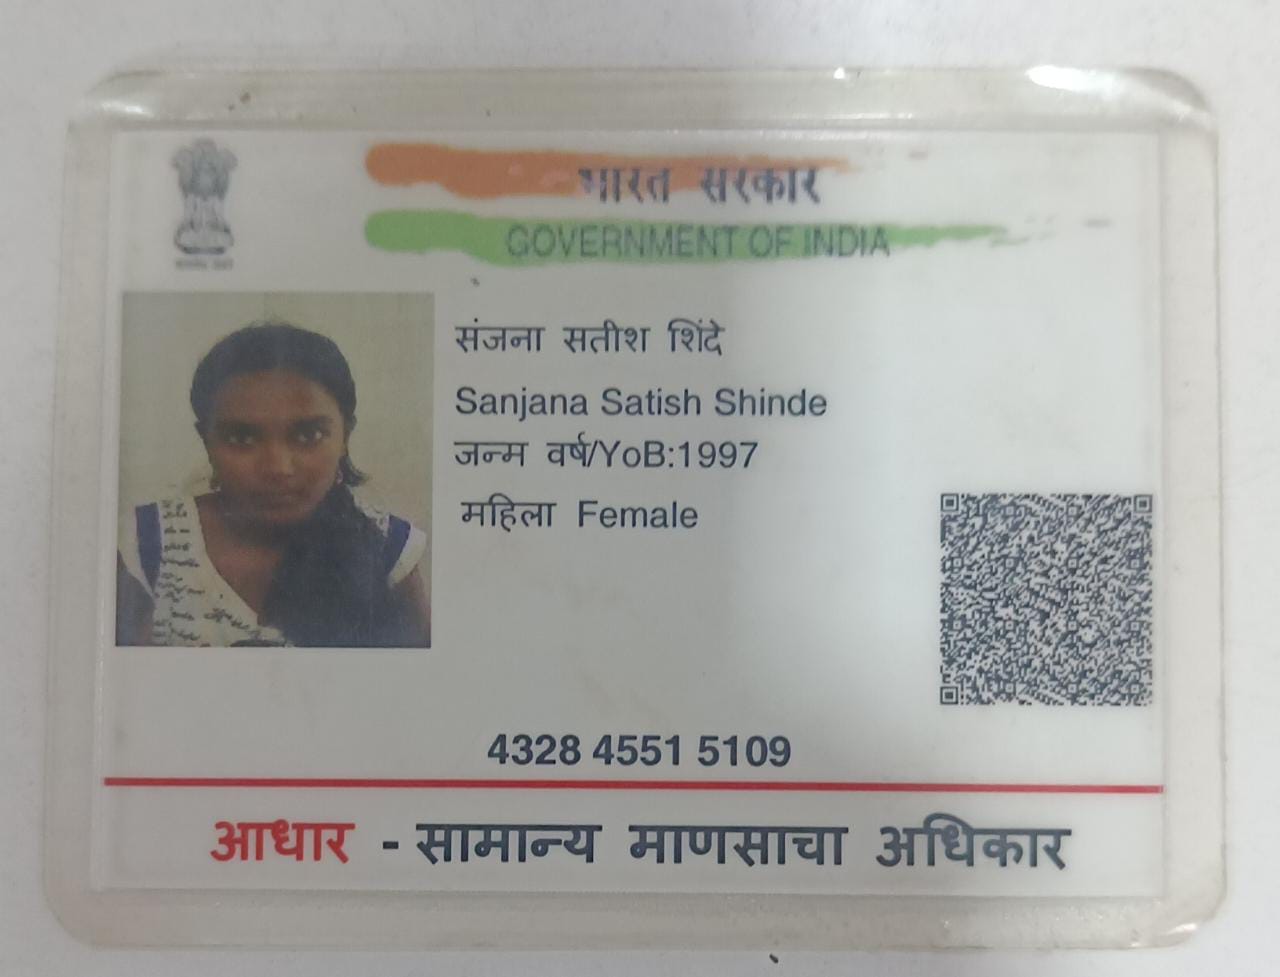 भारत सरकार
GOVERNMENT OF INDIA
संजना सतीश शिंदे
Sanjana Satish Shinde
जन्म वर्ष/YoB:1997
महिला Female
4328 4551 5109
आधार - सामान्य माणसाचा अधिकार